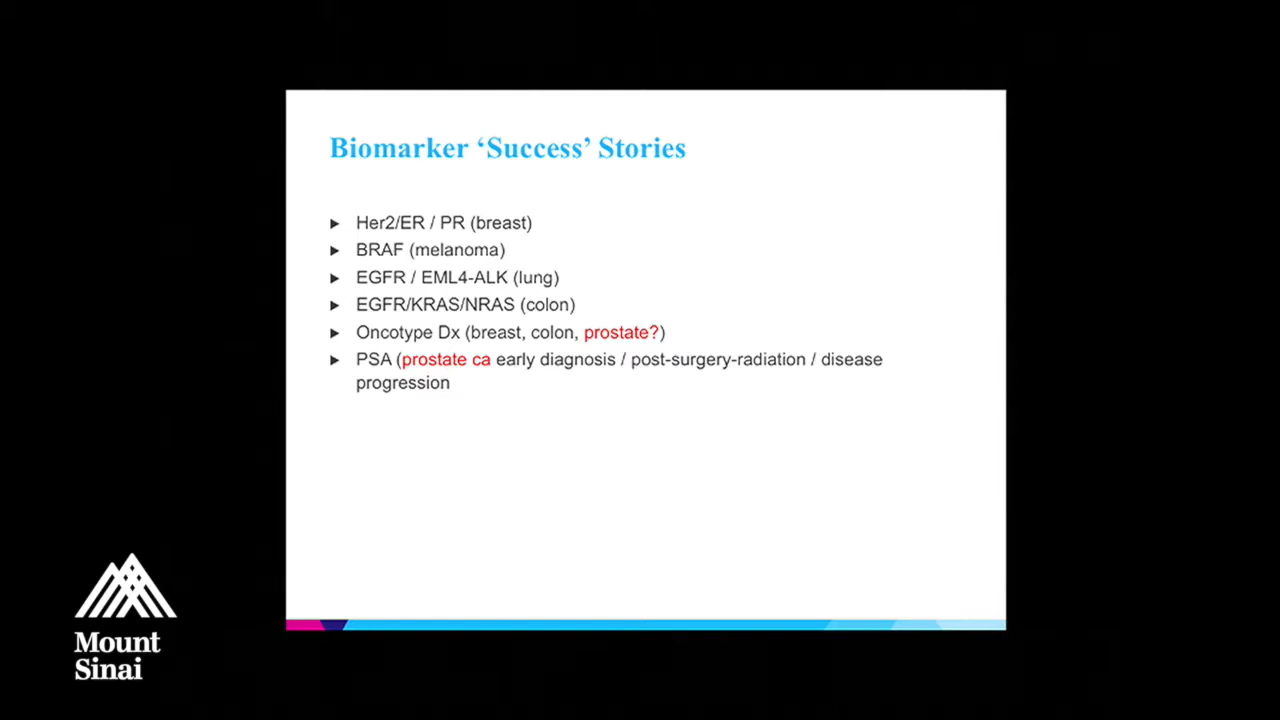 Biomarker ‘Success’ Stories
► Her2/ER / PR (breast)
► BRAF (melanoma)
► EGFR / EML4-ALK (lung)
► EGFR/KRAS/NRAS (colon)
► Oncotype Dx (breast, colon, prostate?)
► PSA (prostate ca early diagnosis / post-surgery-radiation / disease
progression
Mount
Sinai